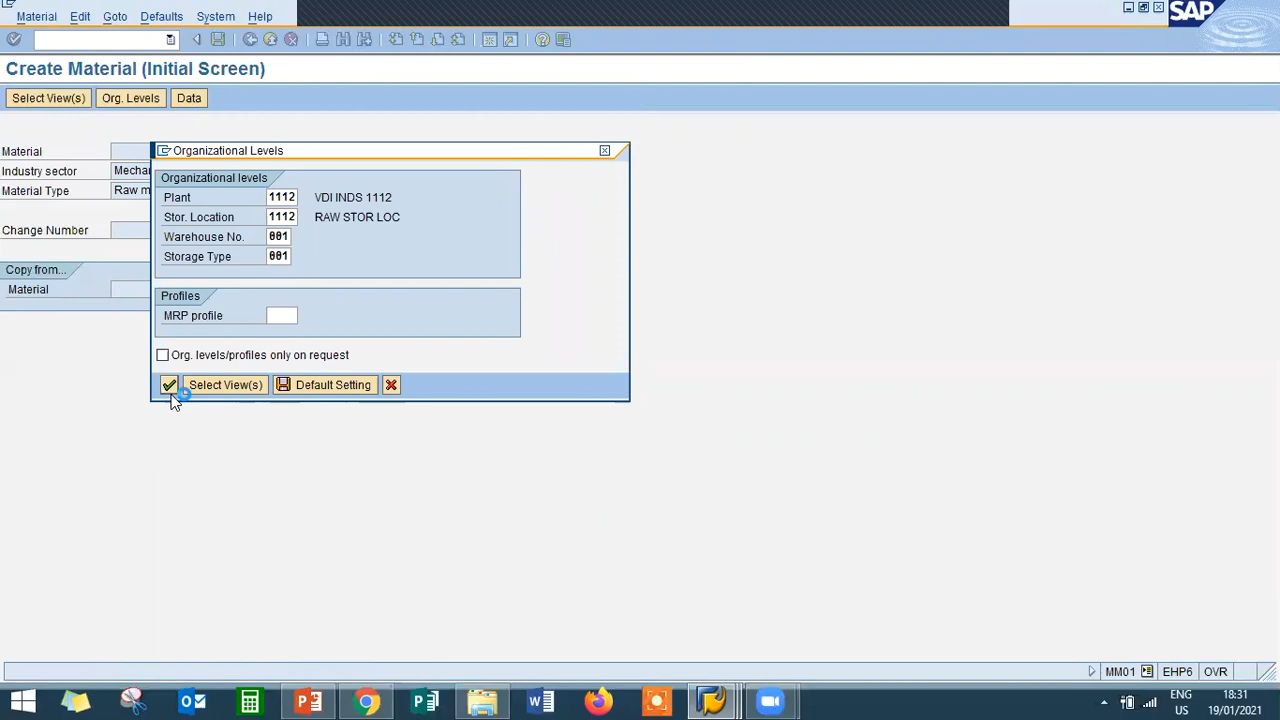 Material Edit Goto Defaults System Help
SAP
Create Material (Initial Screen)
Select View(s) Org. Levels Data
Material
Industry sector Mechan
Material Type Raw m
Change Number
Copy from...
Material
Organizational Levels
Organizational levels
Plant 1112 VDI INDS 1112
Stor. Location 1112 RAW STOR LOC
Warehouse No. 001
Storage Type 001
Profiles
MRP profile
Org. levels/profiles only on request
Select View(s) Default Setting
MM01 EHP6 OVR
ENG 18:31
US 19/01/2021